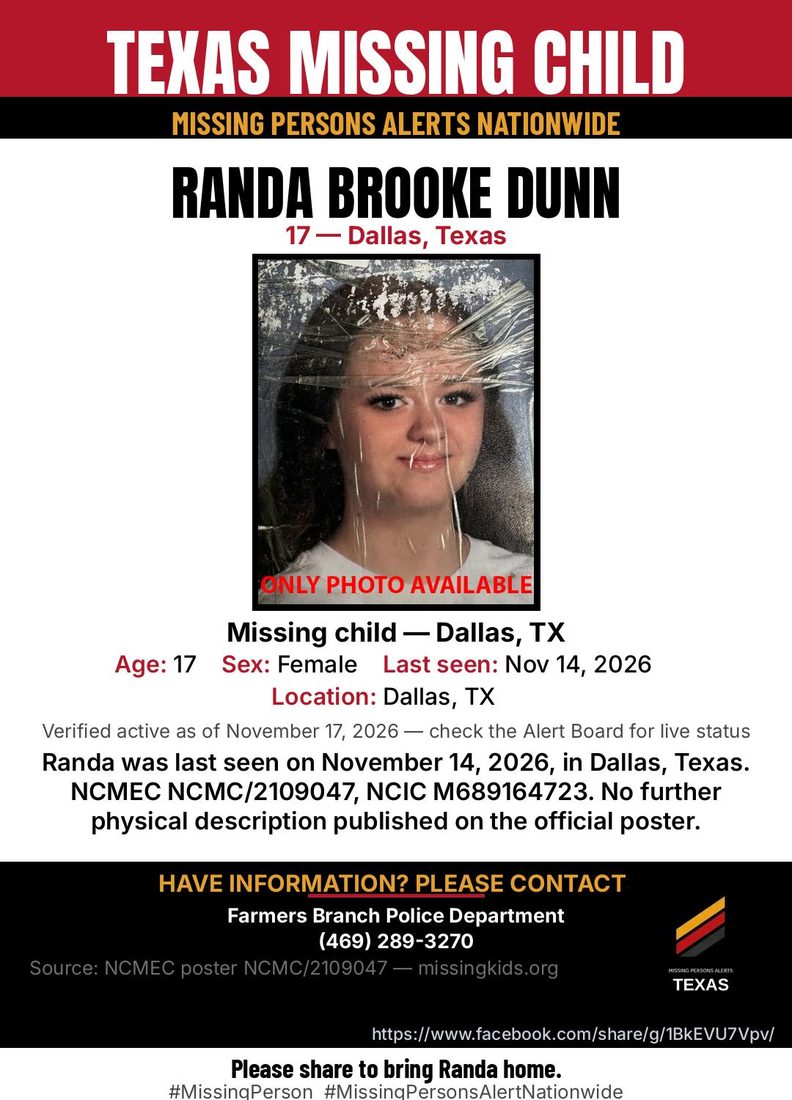 TEXAS MISSING CHILD
MISSING PERSONS ALERTS NATIONWIDE
RANDA BROOKE DUNN
17 — Dallas, Texas
ONLY PHOTO AVAILABLE
Missing child — Dallas, TX
Age: 17 Sex: Female Last seen: Nov 14, 2026
Location: Dallas, TX
Verified active as of November 17, 2026 — check the Alert Board for live status
Randa was last seen on November 14, 2026, in Dallas, Texas.
NCMEC NCMC/2109047, NCIC M689164723. No further
physical description published on the official poster.
HAVE INFORMATION? PLEASE CONTACT
Farmers Branch Police Department
(469) 289-3270
Source: NCMEC poster NCMC/2109047 — missingkids.org
MISSING PERSONS ALERTS
TEXAS
https://www.facebook.com/share/g/1BkEVU7Vpv/
Please share to bring Randa home.
#MissingPerson #MissingPersonsAlertNationwide